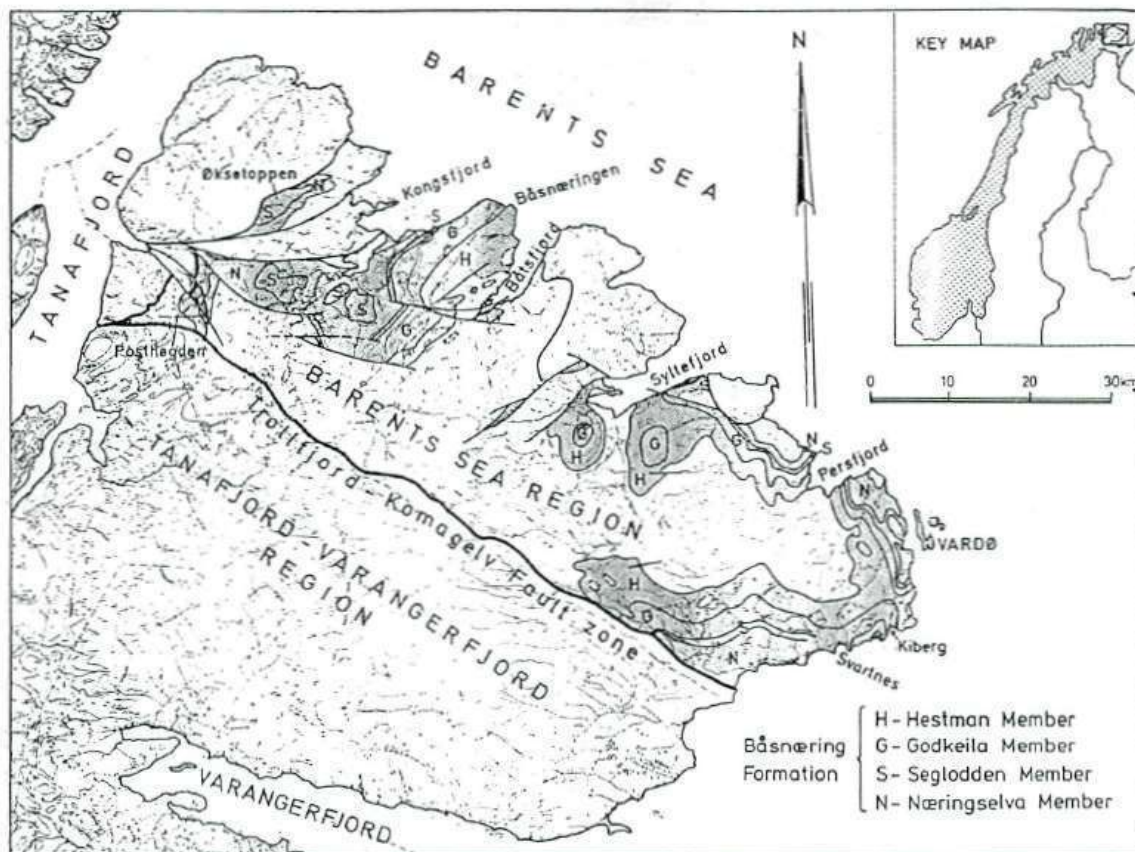 BARENTS SEA
KEY MAP
N
TANAFJORD
Øksetoppen
N
S
Kongsfjord
Båsnæringen
S
G
H
Båtsfjord
N
S
S
G
Posthøgden
0 10 20 30km
BARENTS SEA REGION
Syltefjord
G
H
G
H
G
N
S
Persfjord
N
VARDØ
Trollfjord-Komagelv Fault zone
TANAFJORD-VARANGERFJORD
REGION
H
G
N
Kiberg
Svartnes
VARANGERFJORD
Båsnæring
Formation
H - Hestman Member
G - Godkeila Member
S - Seglodden Member
N - Næringselva Member